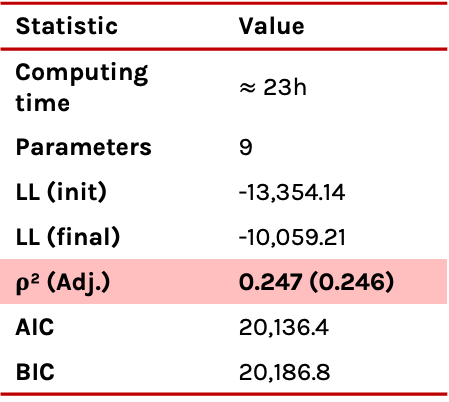 Statistic Value
Computing time ≈ 23h
Parameters 9
LL (init) -13,354.14
LL (final) -10,059.21
ρ² (Adj.) 0.247 (0.246)
AIC 20,136.4
BIC 20,186.8